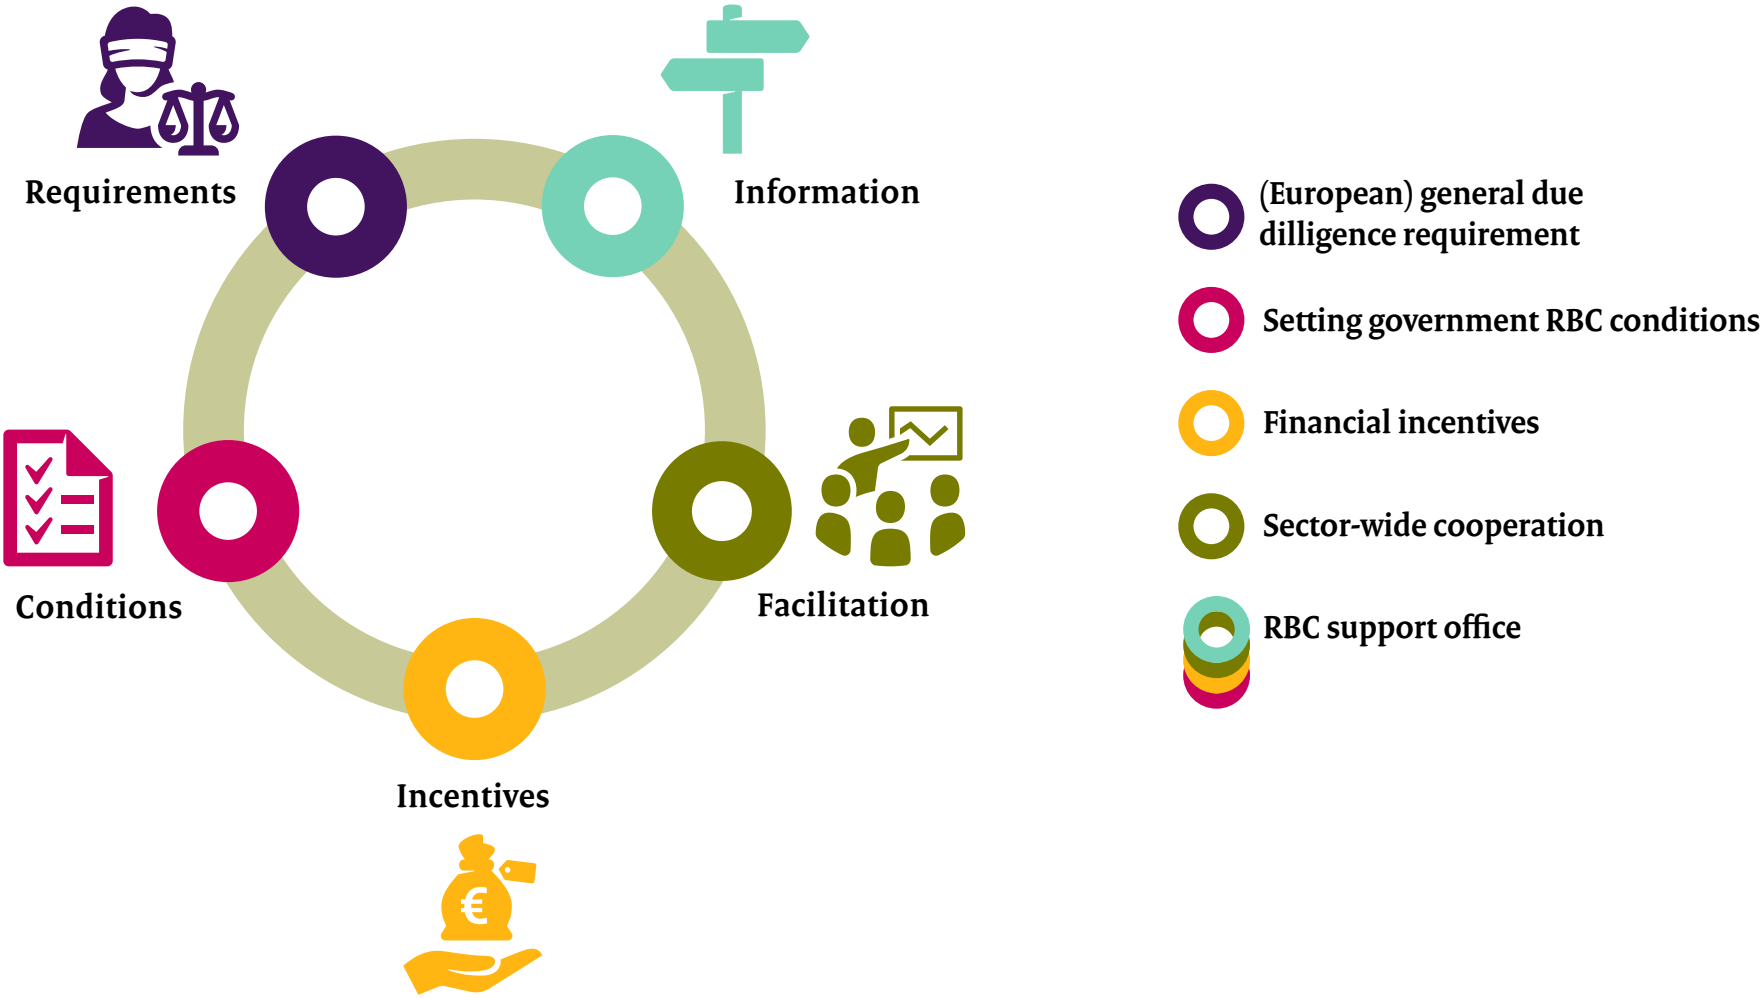 Requirements
Information
Conditions
Facilitation
Incentives
€
(European) general due
dilligence requirement
Setting government RBC conditions
Financial incentives
Sector-wide cooperation
RBC support office